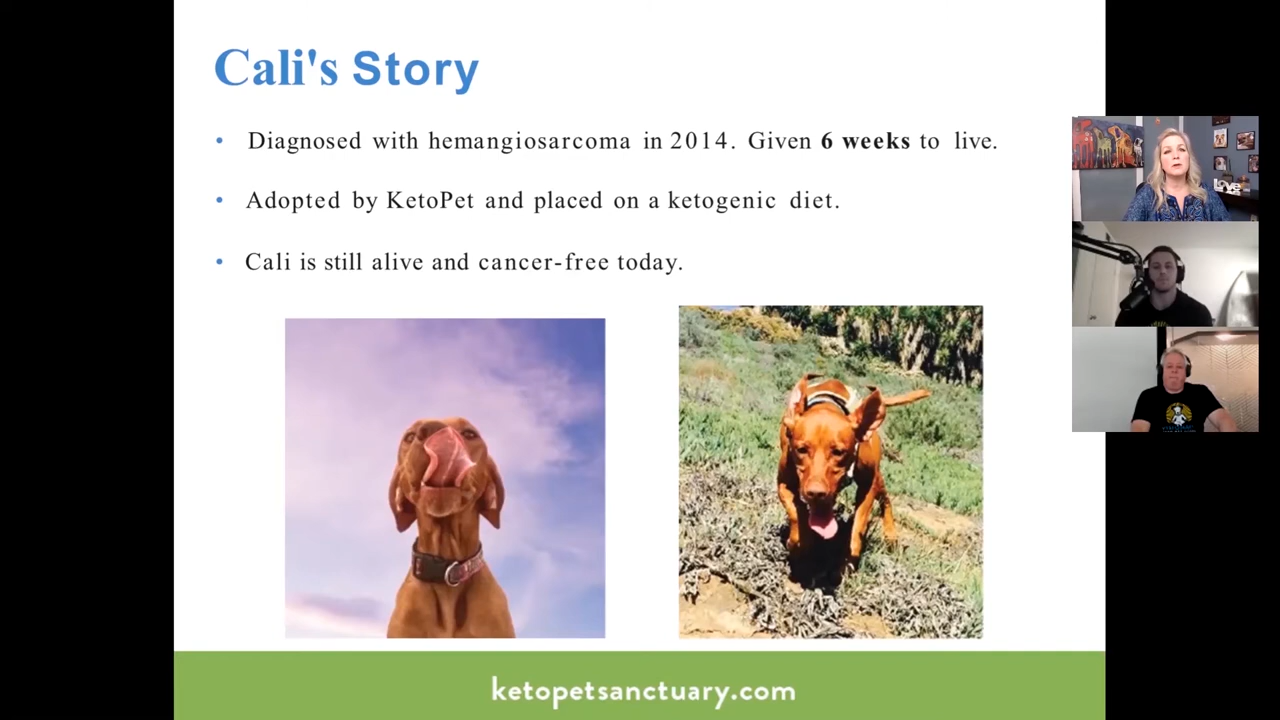 Cali's Story
• Diagnosed with hemangiosarcoma in 2014. Given 6 weeks to live.
• Adopted by KetoPet and placed on a ketogenic diet.
• Cali is still alive and cancer-free today.
Love
ketopetsanctuary.com